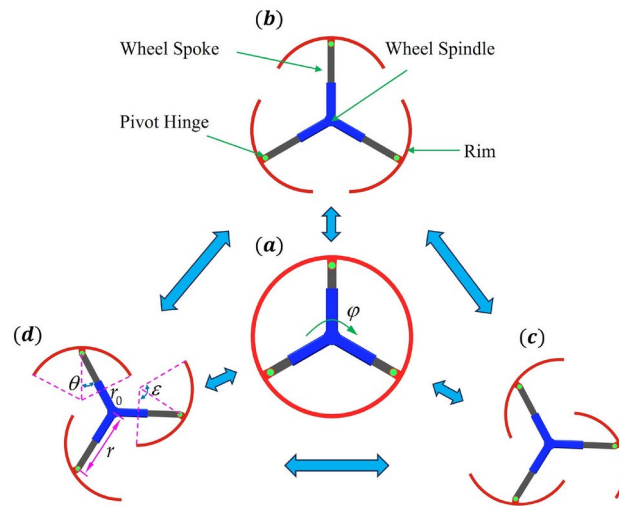 (b)
Wheel Spoke
Wheel Spindle
Pivot Hinge
Rim
(a)
φ
(d)
(c)
θ
r₀
ε
r